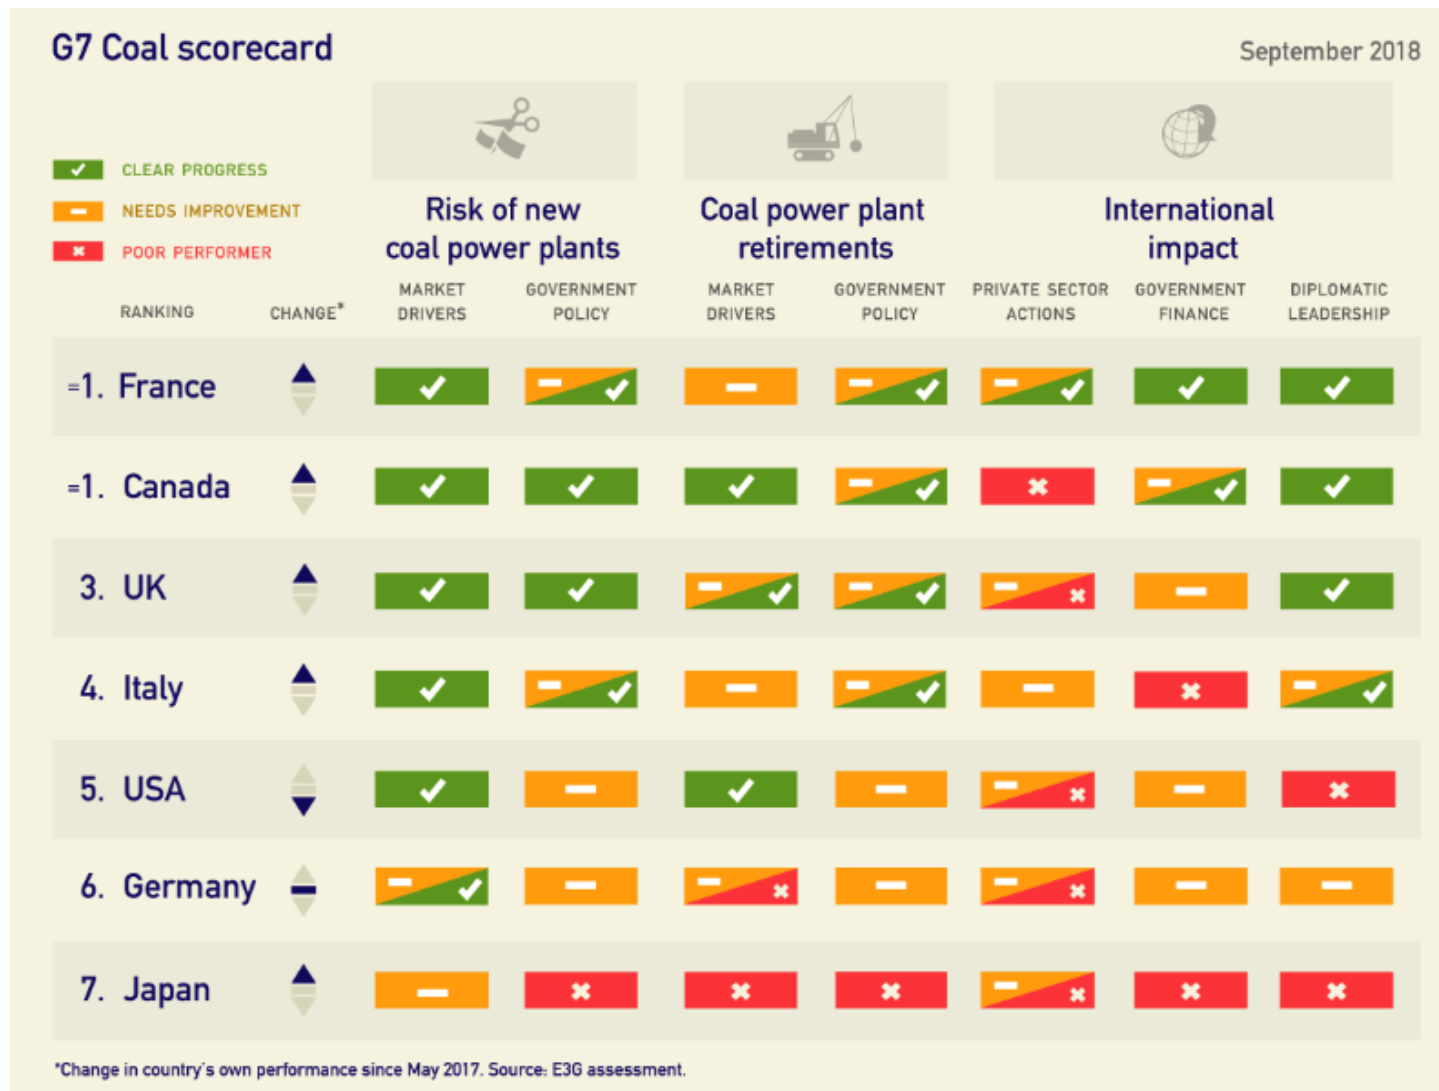 G7 Coal scorecard
September 2018
CLEAR PROGRESS
NEEDS IMPROVEMENT
POOR PERFORMER
Risk of new
coal power plants
Coal power plant
retirements
International
impact
RANKING
CHANGE*
MARKET
DRIVERS
GOVERNMENT
POLICY
MARKET
DRIVERS
GOVERNMENT
POLICY
PRIVATE SECTOR
ACTIONS
GOVERNMENT
FINANCE
DIPLOMATIC
LEADERSHIP
=1. France
=1. Canada
3. UK
4. Italy
5. USA
6. Germany
7. Japan
*Change in country's own performance since May 2017. Source: E3G assessment.